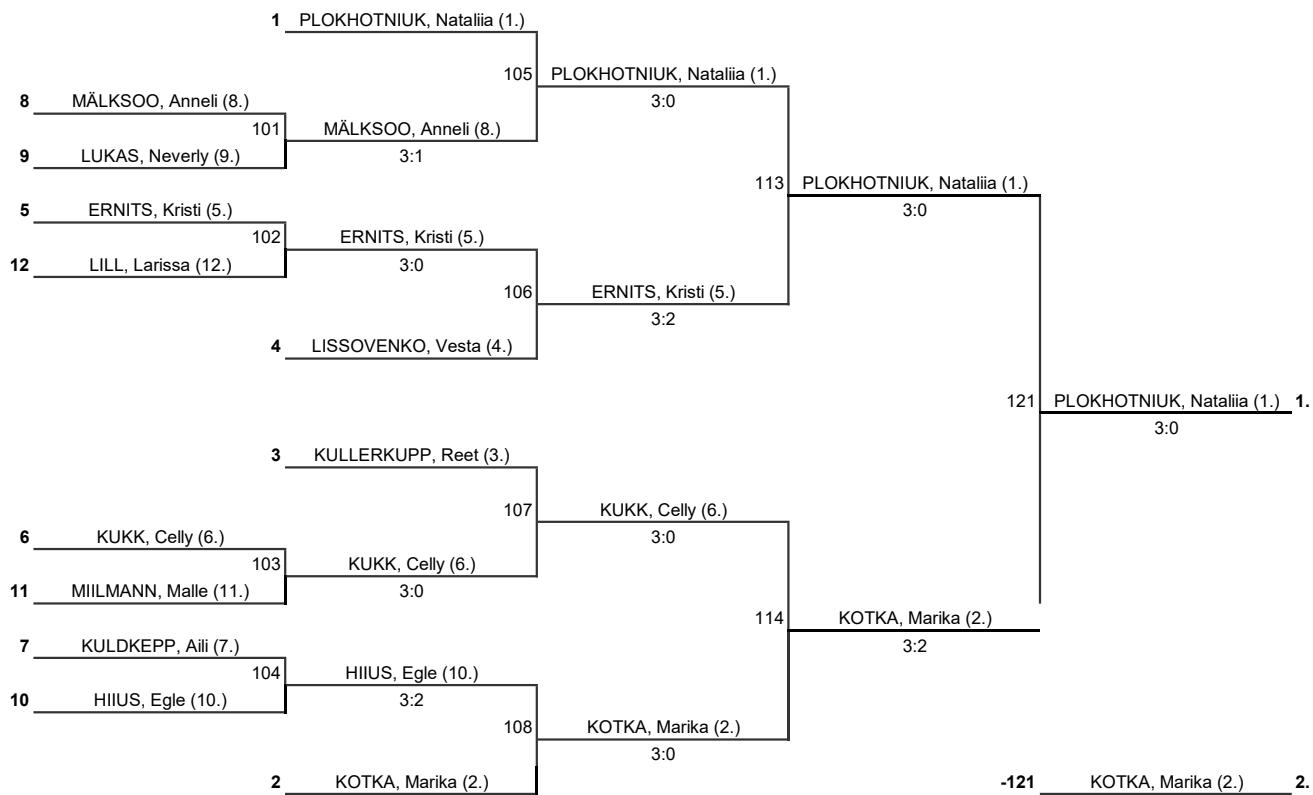 1 PLOKHOTNIUK, Nataliia (1.)
105 PLOKHOTNIUK, Nataliia (1.)
3:0
8 MÄLKSOO, Anneli (8.)
101 MÄLKSOO, Anneli (8.)
3:1
9 LUKAS, Neverly (9.)
113 PLOKHOTNIUK, Nataliia (1.)
3:0
5 ERNITS, Kristi (5.)
102 ERNITS, Kristi (5.)
3:0
12 LILL, Larissa (12.)
106 ERNITS, Kristi (5.)
3:2
4 LISSOVENKO, Vesta (4.)
121 PLOKHOTNIUK, Nataliia (1.) 1.
3:0
3 KULLERKUPP, Reet (3.)
107 KUKK, Celly (6.)
3:0
6 KUKK, Celly (6.)
103 KUKK, Celly (6.)
3:0
11 MIILMANN, Malle (11.)
114 KOTKA, Marika (2.)
3:2
7 KULDKEPP, Aili (7.)
104 HIIUS, Egle (10.)
3:2
10 HIIUS, Egle (10.)
108 KOTKA, Marika (2.)
3:0
2 KOTKA, Marika (2.)
-121 KOTKA, Marika (2.) 2.